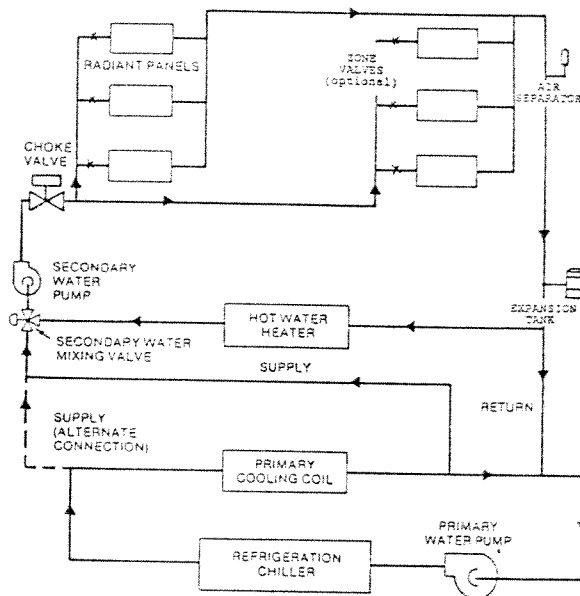 RADIANT PANELS
ZONE
VALVES
(optional)
AIR
SEPARATOR
CHOKE
VALVE
SECONDARY
WATER
PUMP
EXPANSION
TANK
HOT WATER
HEATER
SECONDARY WATER
MIXING VALVE
SUPPLY
RETURN
SUPPLY
(ALTERNATE
CONNECTION)
PRIMARY
COOLING COIL
PRIMARY
WATER PUMP
REFRIGERATION
CHILLER